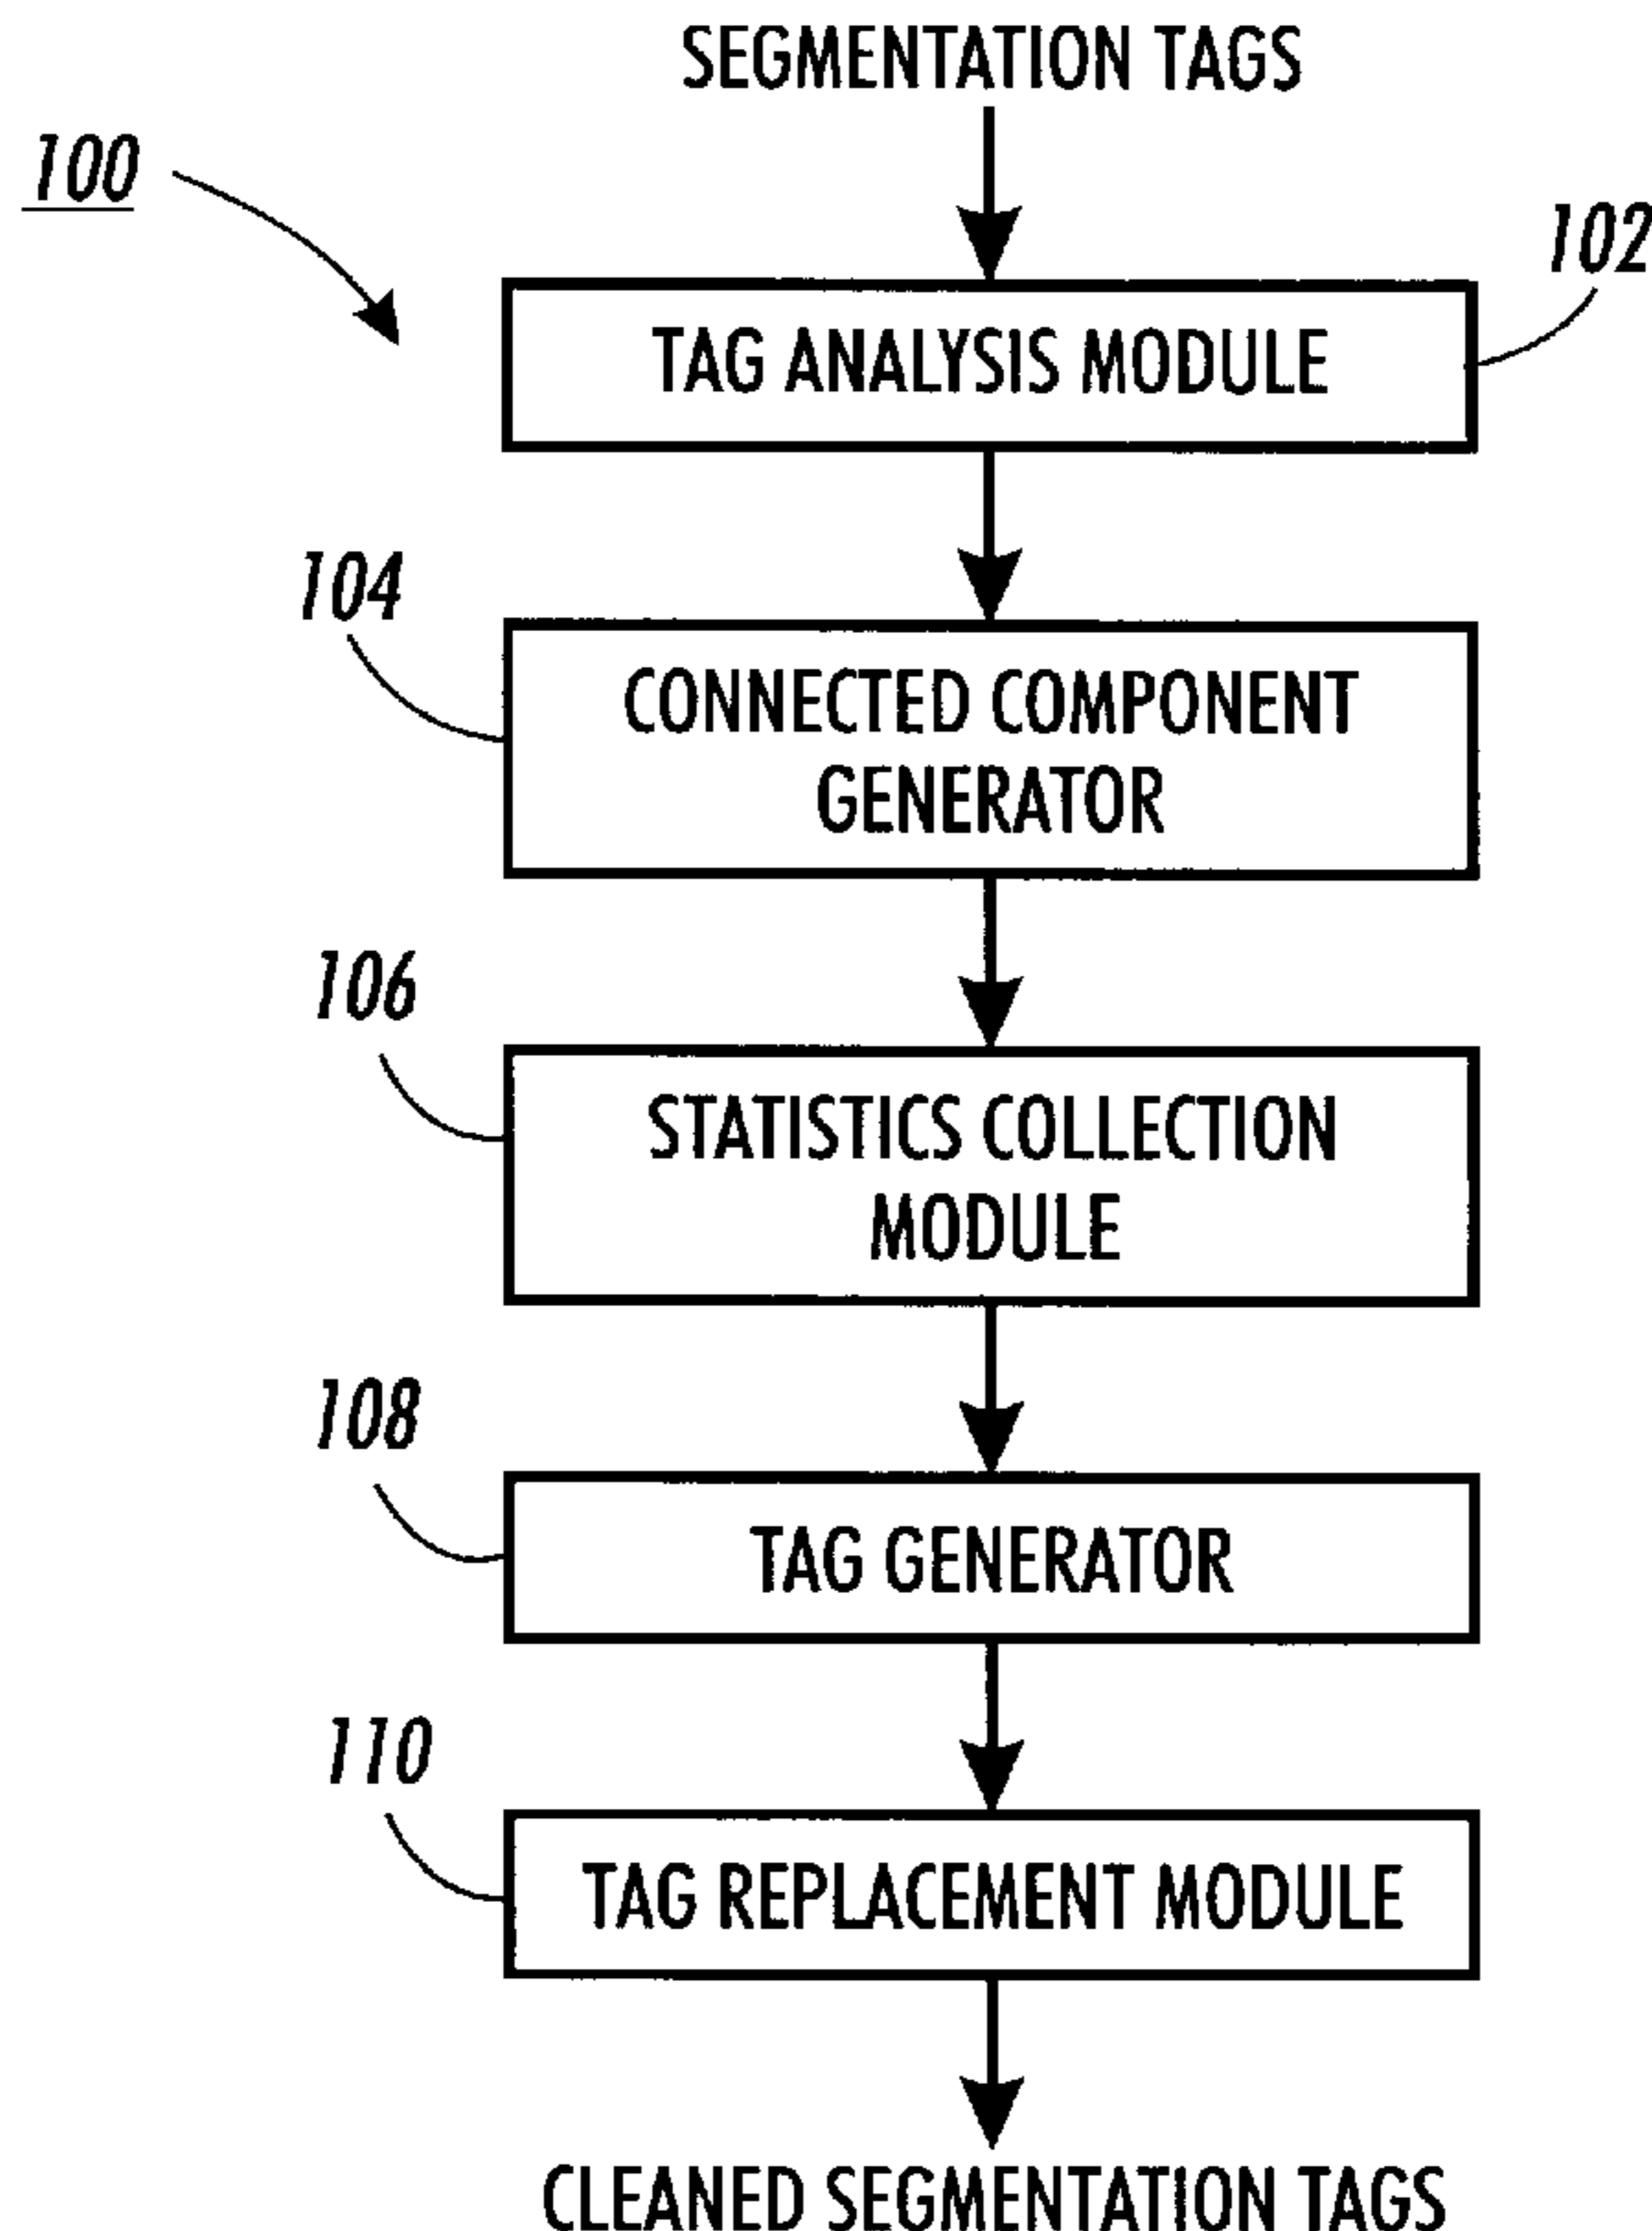 SEGMENTATION TAGS
100
102
TAG ANALYSIS MODULE
104
CONNECTED COMPONENT
GENERATOR
106
STATISTICS COLLECTION
MODULE
108
TAG GENERATOR
110
TAG REPLACEMENT MODULE
CLEANED SEGMENTATION TAGS